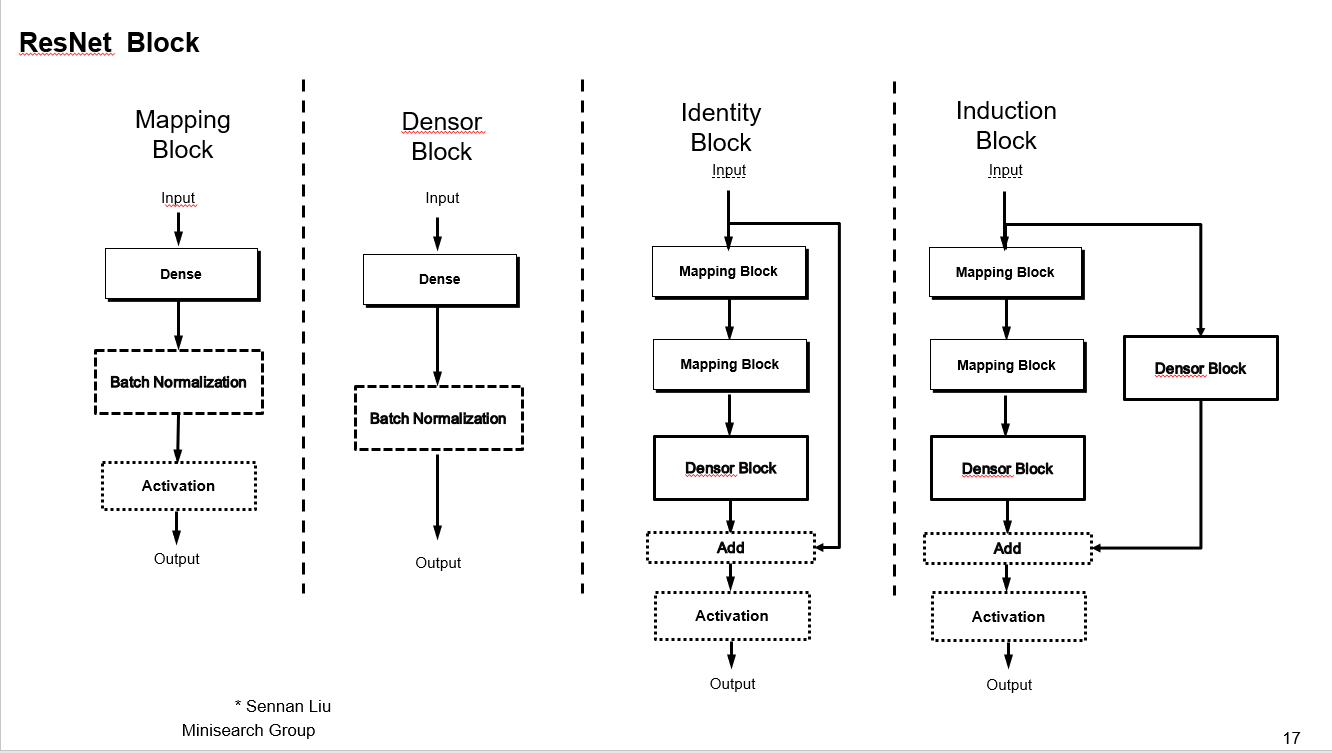 ResNet Block
Mapping
Block
Input
Dense
Batch Normalization
Activation
Output
Densor
Block
Input
Dense
Batch Normalization
Output
Identity
Block
Input
Mapping Block
Mapping Block
Densor Block
Add
Activation
Output
Induction
Block
Input
Mapping Block
Mapping Block
Densor Block
Densor Block
Add
Activation
Output
* Sennan Liu
Minisearch Group
17